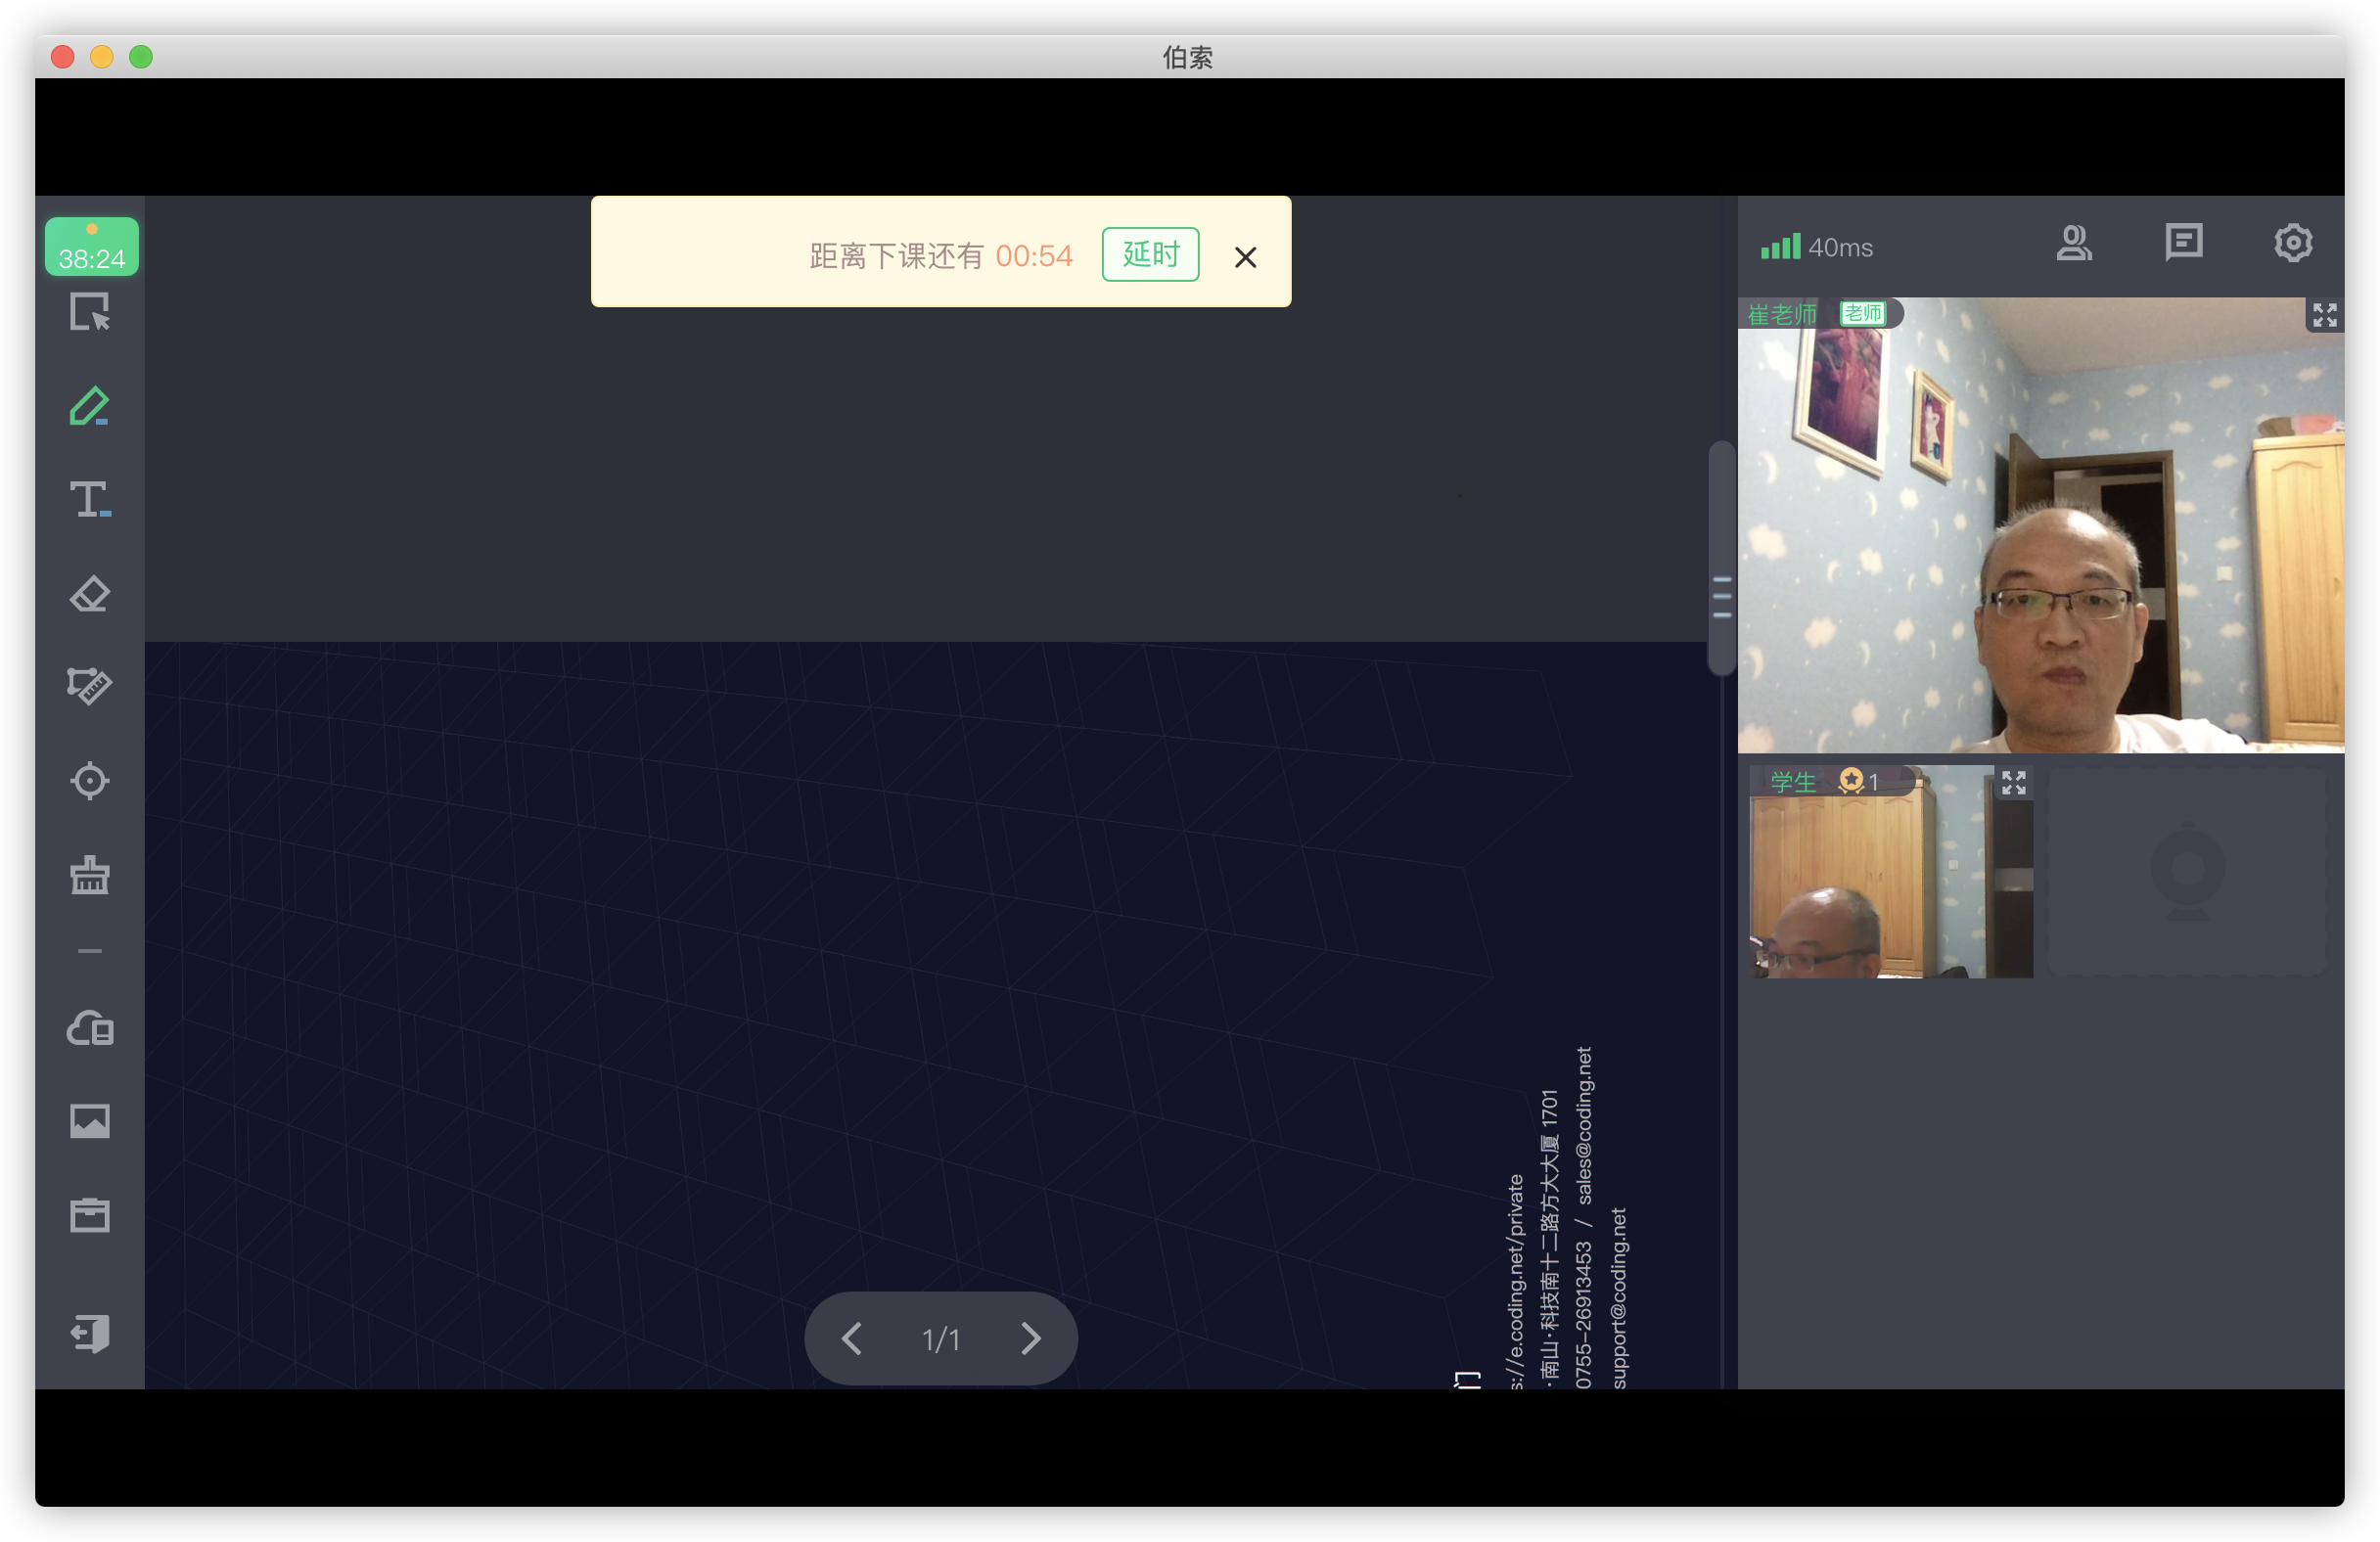 伯索
38:24
距离下课还有 00:54 延时
40ms
崔老师 老师
学生 1
s://e.coding.net/private
·南山·科技南十二路方大大厦 1701
0755-26913453 / sales@coding.net
support@coding.net
1/1